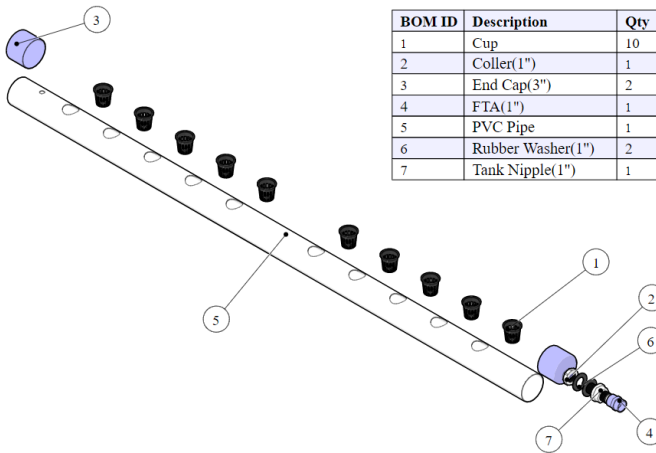 3
BOM ID Description Qty
1 Cup 10
2 Coller(1") 1
3 End Cap(3") 2
4 FTA(1") 1
5 PVC Pipe 1
6 Rubber Washer(1") 2
7 Tank Nipple(1") 1
1
2
5
6
7
4